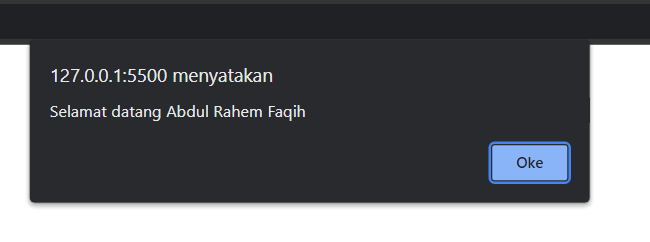 127.0.0.1:5500 menyatakan
Selamat datang Abdul Rahem Faqih
Oke